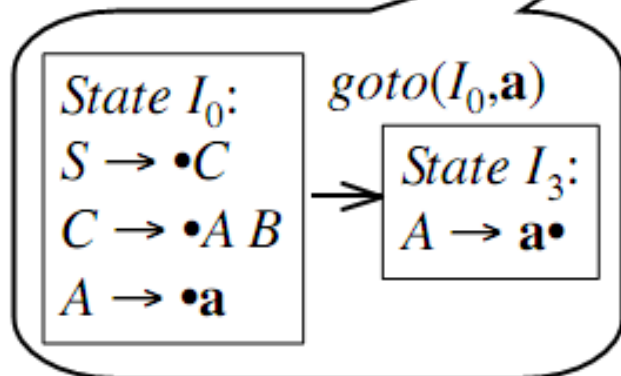 State I₀:
S → •C
C → •A B
A → •a
goto(I₀,a)
State I₃:
A → a•